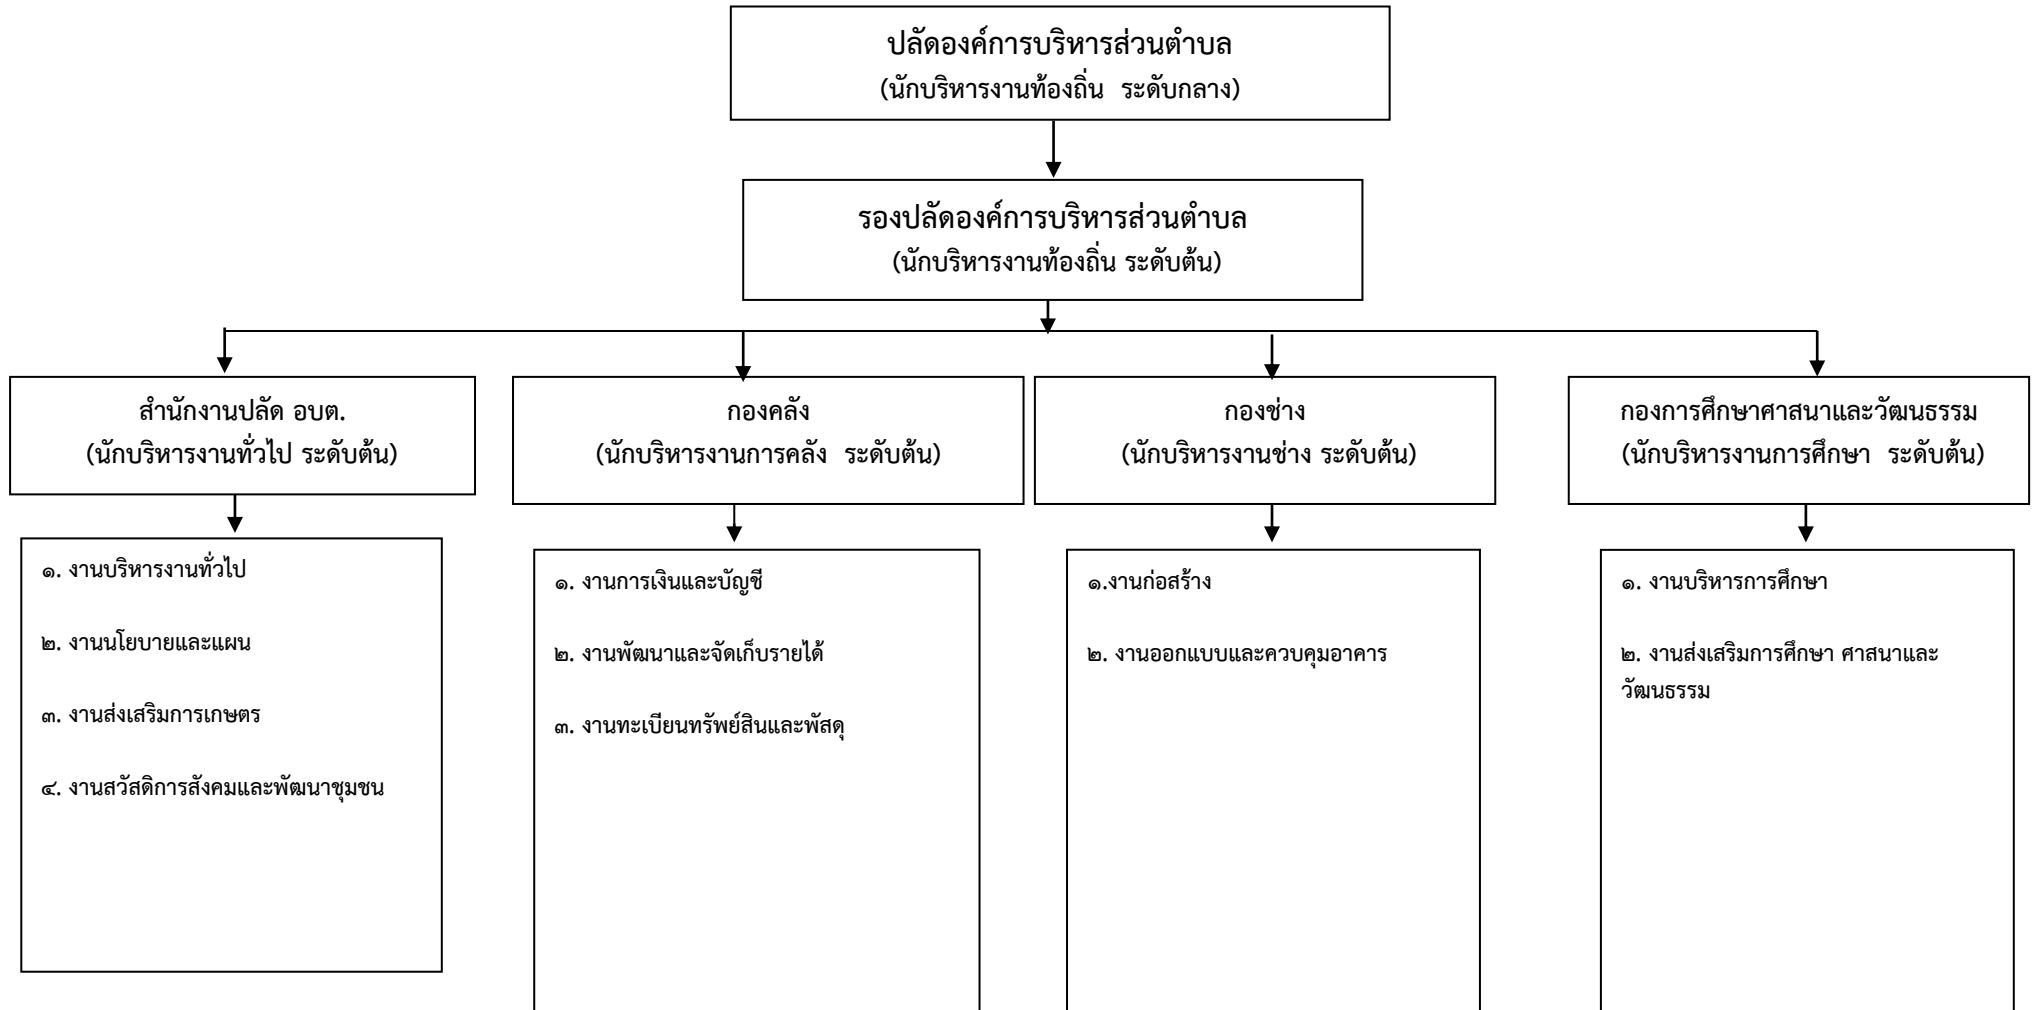 ปลัดองค์การบริหารส่วนตำบล
(นักบริหารงานท้องถิ่น  ระดับกลาง)
รองปลัดองค์การบริหารส่วนตำบล
(นักบริหารงานท้องถิ่น ระดับต้น)
สำนักงานปลัด อบต.
(นักบริหารงานทั่วไป ระดับต้น)
กองคลัง
(นักบริหารงานการคลัง  ระดับต้น)
กองช่าง
(นักบริหารงานช่าง ระดับต้น)
กองการศึกษาศาสนาและวัฒนธรรม
(นักบริหารงานการศึกษา  ระดับต้น)
๑. งานบริหารงานทั่วไป
๒. งานนโยบายและแผน
๓. งานส่งเสริมการเกษตร
๔. งานสวัสดิการสังคมและพัฒนาชุมชน
๑. งานการเงินและบัญชี
๒. งานพัฒนาและจัดเก็บรายได้
๓. งานทะเบียนทรัพย์สินและพัสดุ
๑.งานก่อสร้าง
๒. งานออกแบบและควบคุมอาคาร
๑. งานบริหารการศึกษา
๒. งานส่งเสริมการศึกษา ศาสนาและ
วัฒนธรรม